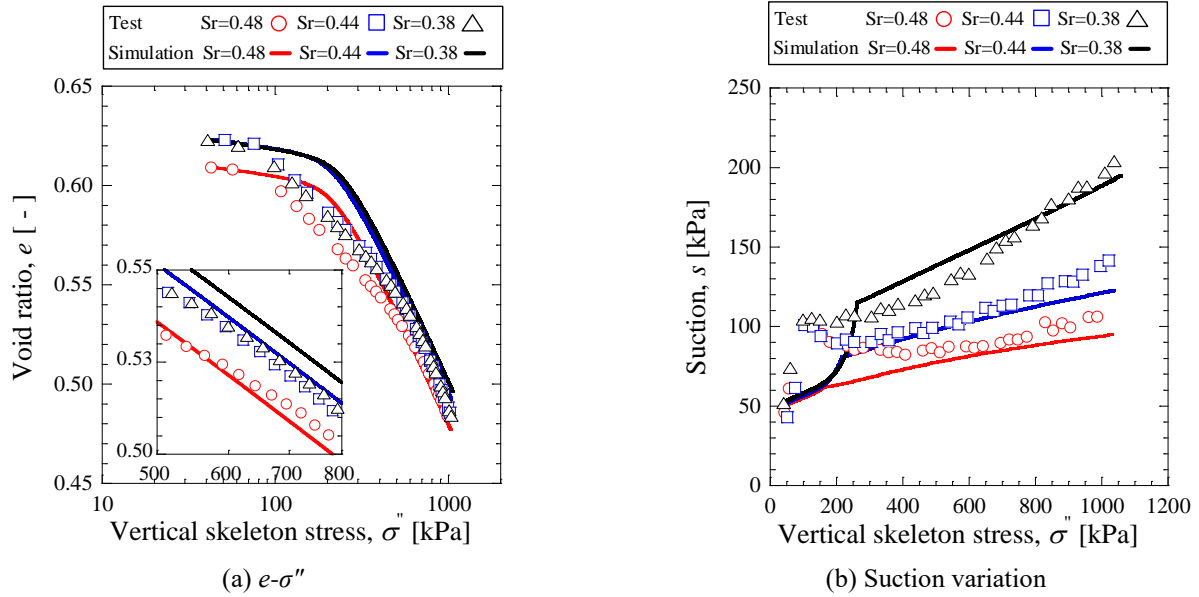 Test Sr=0.48 Sr=0.44 Sr=0.38
Simulation Sr=0.48 Sr=0.44 Sr=0.38
0.65
0.60
0.55
0.50
0.45
Void ratio, e [ - ]
0.55
0.53
0.50
500 600 700 800
10 100 1000
Vertical skeleton stress, σ" [kPa]
(a) e-σ″
Test Sr=0.48 Sr=0.44 Sr=0.38
Simulation Sr=0.48 Sr=0.44 Sr=0.38
250
200
150
100
50
0
Suction, s [kPa]
0 200 400 600 800 1000 1200
Vertical skeleton stress, σ" [kPa]
(b) Suction variation